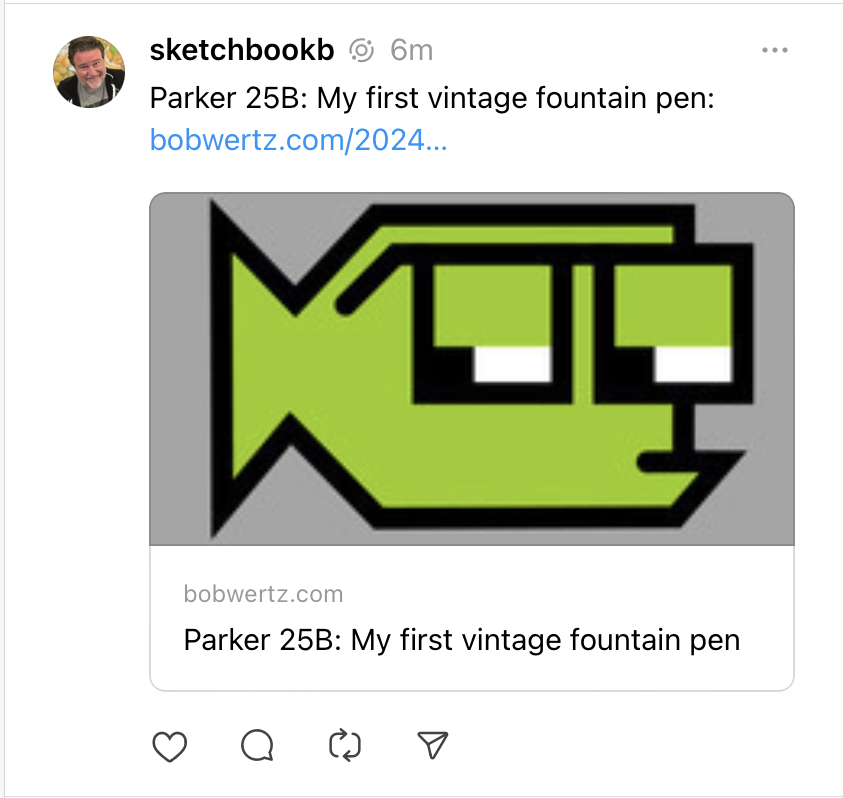 sketchbookb 6m
Parker 25B: My first vintage fountain pen:
bobwertz.com/2024...
bobwertz.com
Parker 25B: My first vintage fountain pen